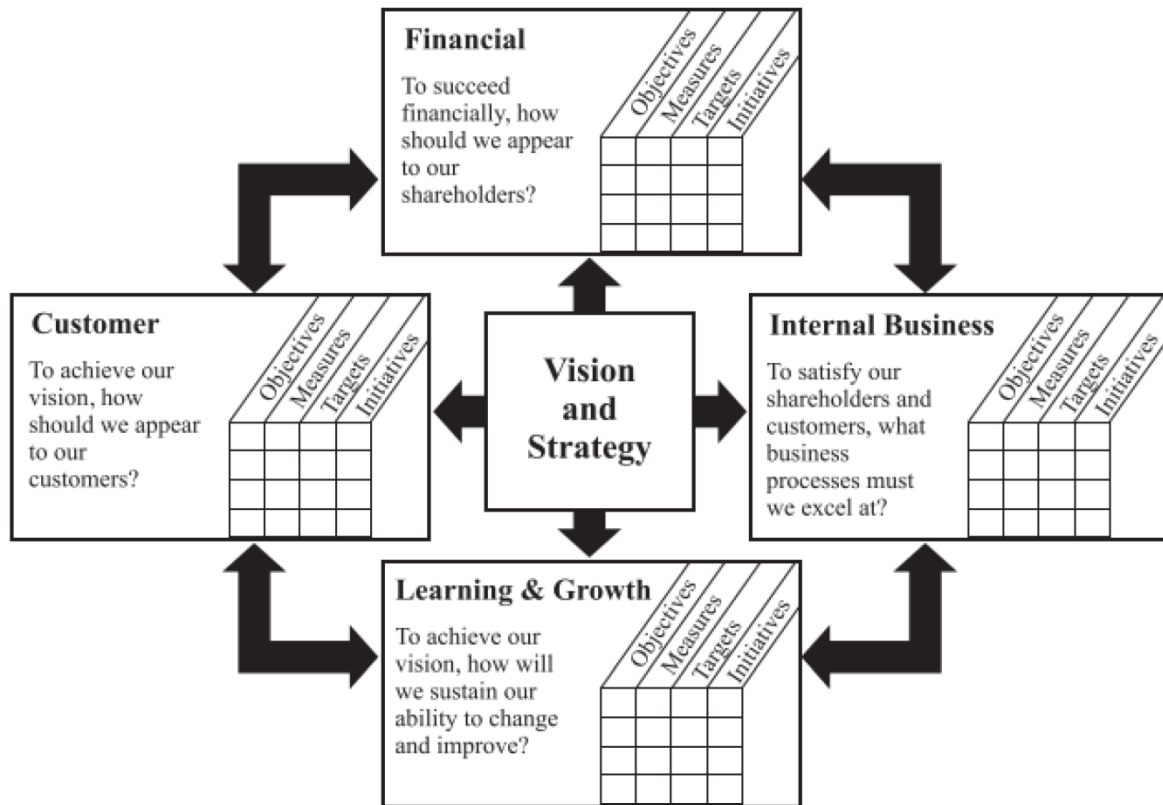 Financial
To succeed
financially, how
should we appear
to our
shareholders?
Objectives
Measures
Targets
Initiatives
Customer
To achieve our
vision, how
should we appear
to our
customers?
Objectives
Measures
Targets
Initiatives
Vision
and
Strategy
Internal Business
To satisfy our
shareholders and
customers, what
business
processes must
we excel at?
Objectives
Measures
Targets
Initiatives
Learning & Growth
To achieve our
vision, how will
we sustain our
ability to change
and improve?
Objectives
Measures
Targets
Initiatives